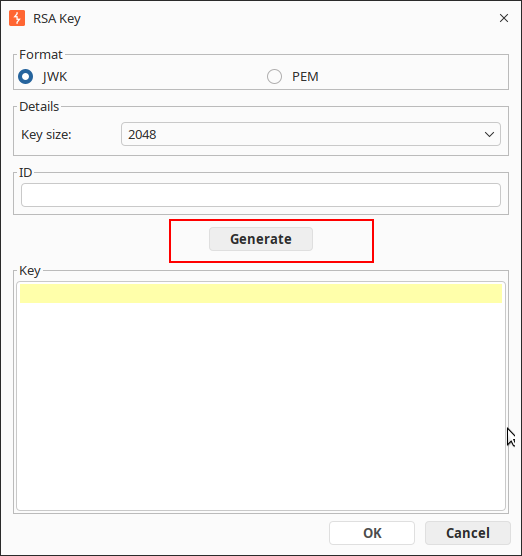 RSA Key
Format
JWK
PEM
Details
Key size:
2048
ID
Generate
Key
OK
Cancel